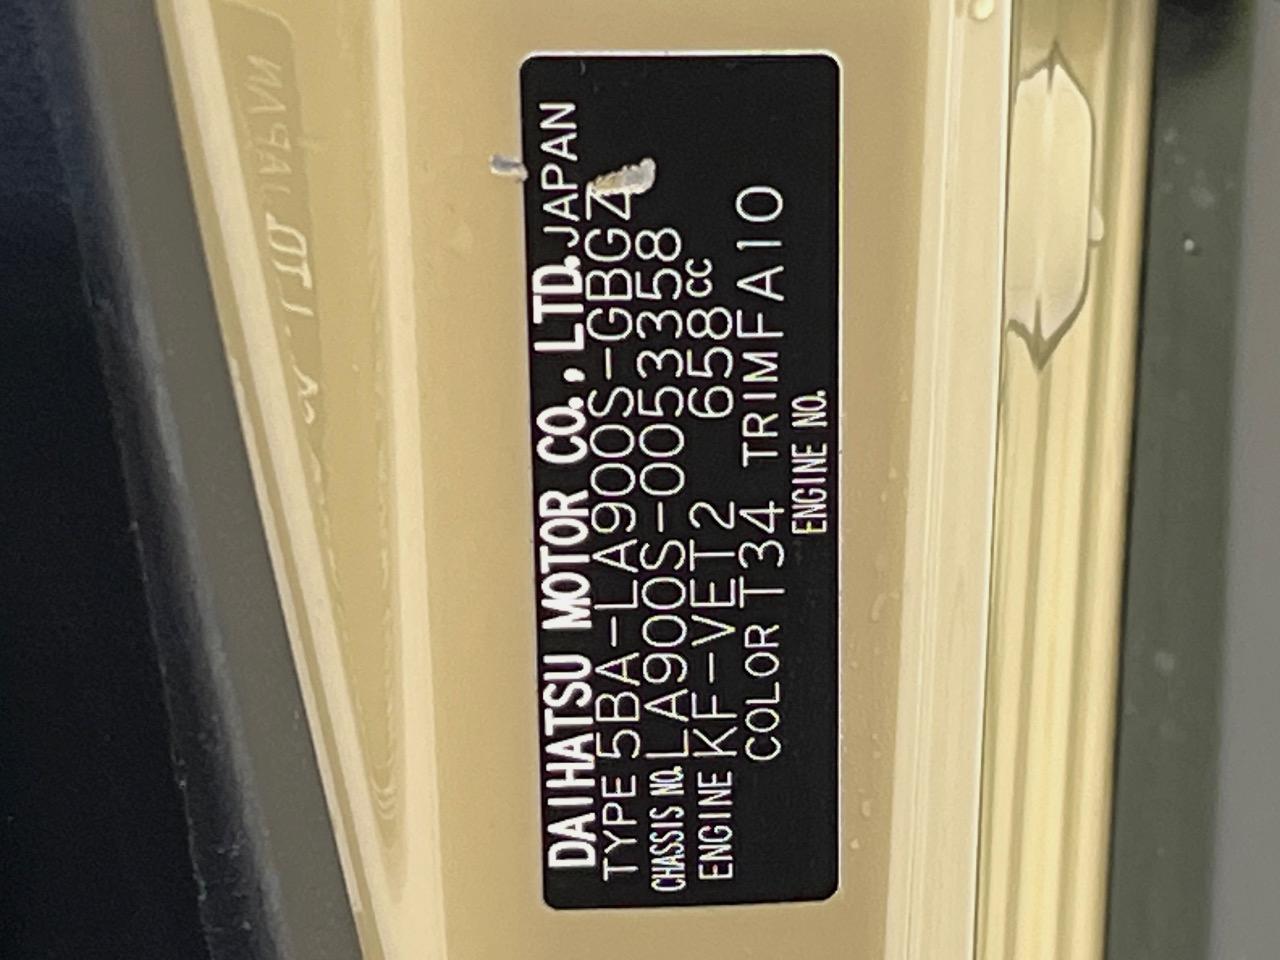 DAIHATSU MOTOR CO., LTD. JAPAN
TYPE 5BA-LA900S-GBGZ
CHASSIS NO. LA900S-0053358
ENGINE KF-VET2 658cc
COLOR T34 TRIM FA10
ENGINE NO.